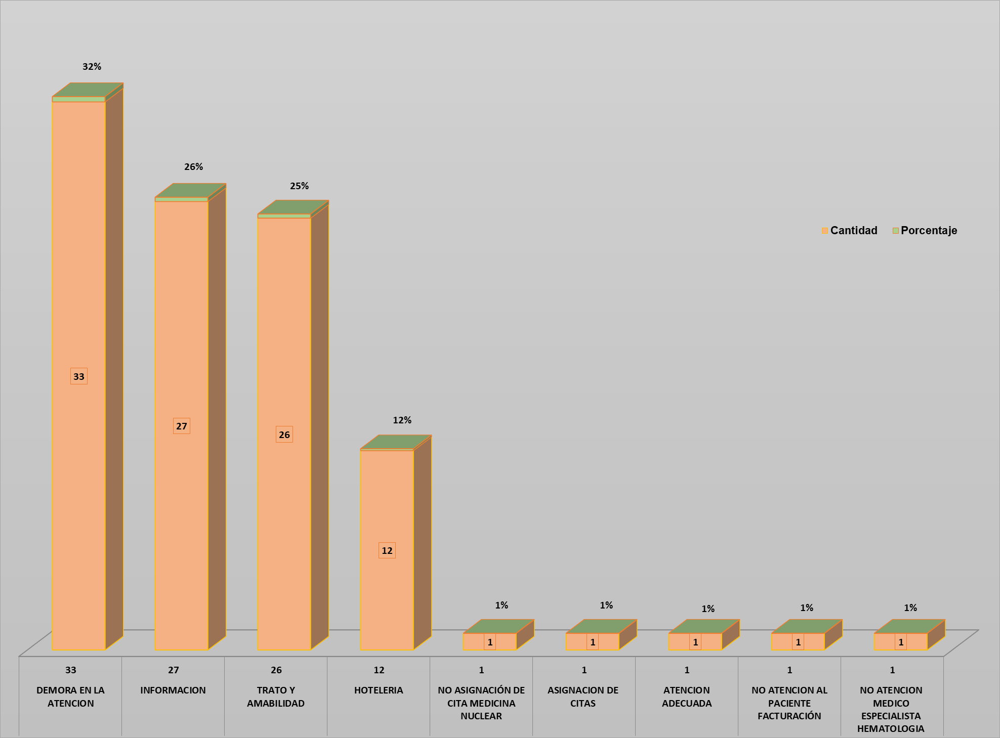 32%
26%
25%
Cantidad Porcentaje
33
27
26
12%
12
1% 1% 1% 1% 1%
1 1 1 1 1
33 27 26 12 1 1 1 1 1
DEMORA EN LA
ATENCION
INFORMACION
TRATO Y
AMABILIDAD
HOTELERIA
NO ASIGNACIÓN DE
CITA MEDICINA
NUCLEAR
ASIGNACION DE
CITAS
ATENCION
ADECUADA
NO ATENCION AL
PACIENTE
FACTURACIÓN
NO ATENCION
MEDICO
ESPECIALISTA
HEMATOLOGIA